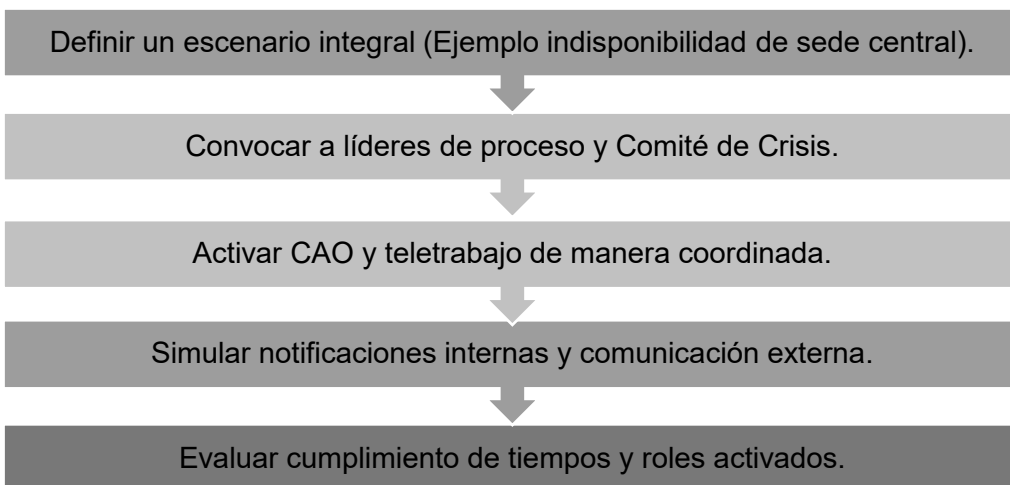 Definir un escenario integral (Ejemplo indisponibilidad de sede central).
Convocar a líderes de proceso y Comité de Crisis.
Activar CAO y teletrabajo de manera coordinada.
Simular notificaciones internas y comunicación externa.
Evaluar cumplimiento de tiempos y roles activados.